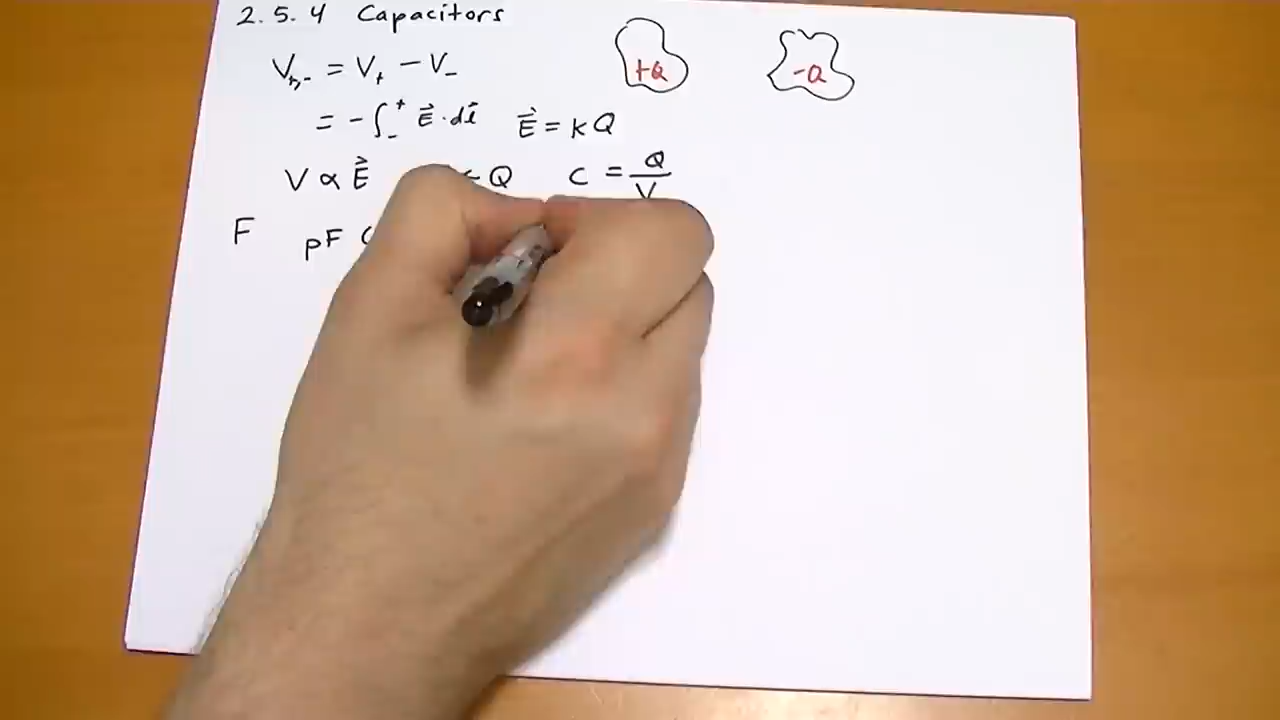 2.5.4 Capacitors
V₊,₋ = V₊ - V₋
+Q
-Q
= -∫₋⁺ E⃗·dl⃗ E⃗ = kQ
V ∝ E⃗ Q C = Q/V
F pF (